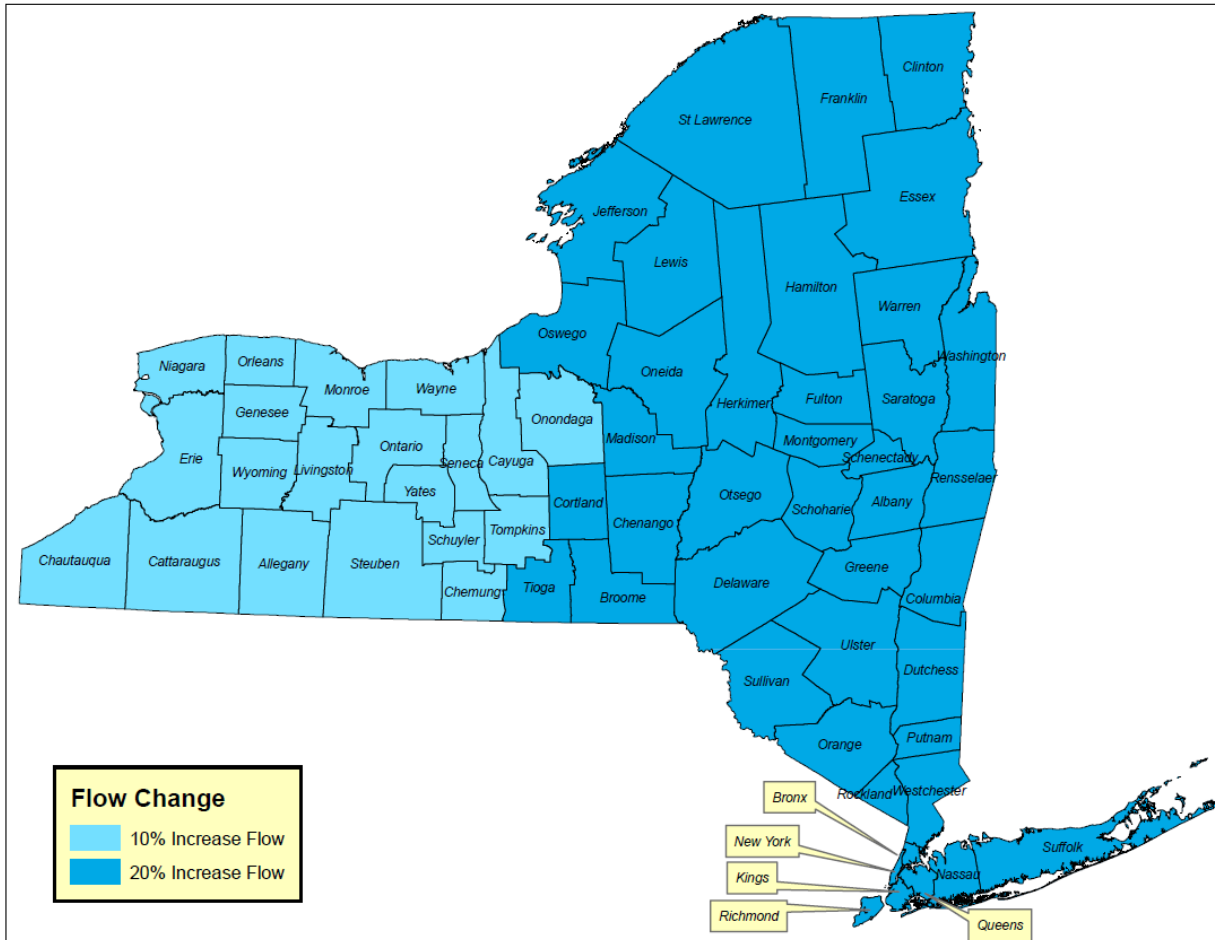 Clinton
Franklin
St Lawrence
Essex
Jefferson
Lewis
Hamilton
Warren
Oswego
Washington
Niagara
Orleans
Oneida
Monroe
Wayne
Fulton
Saratoga
Herkimer
Genesee
Onondaga
Madison
Montgomery
Ontario
Schenectady
Erie
Wyoming
Livingston
Seneca
Cayuga
Rensselaer
Yates
Otsego
Cortland
Albany
Schoharie
Chenango
Tompkins
Schuyler
Chautauqua
Cattaraugus
Allegany
Steuben
Greene
Delaware
Chemung
Tioga
Broome
Columbia
Ulster
Dutchess
Sullivan
Putnam
Orange
Rockland
Westchester
Bronx
New York
Suffolk
Kings
Nassau
Richmond
Queens
Flow Change
10% Increase Flow
20% Increase Flow